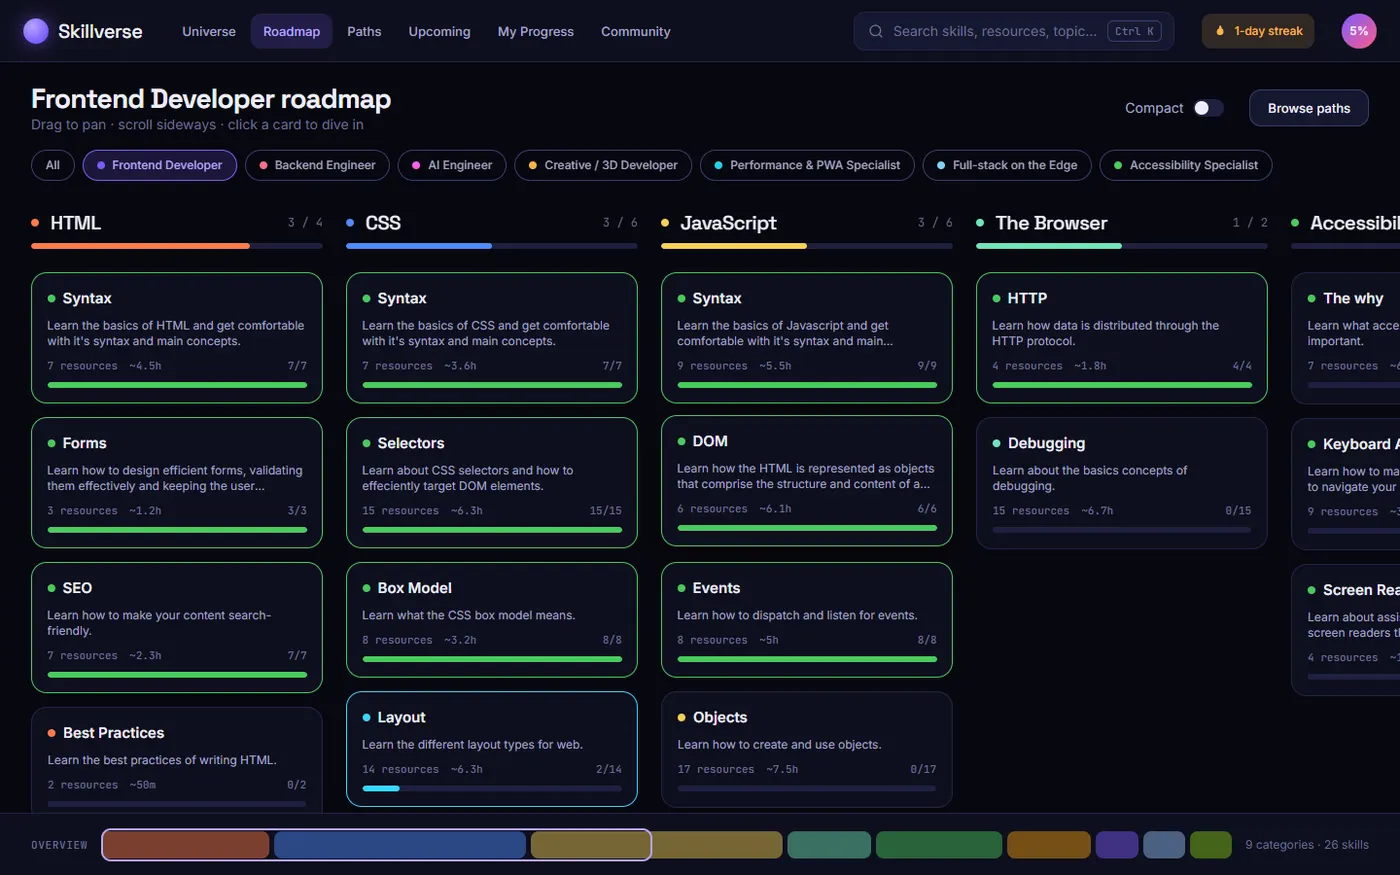 Skillverse
Universe
Roadmap
Paths
Upcoming
My Progress
Community
Search skills, resources, topic...
Ctrl K
1-day streak
5%
Frontend Developer roadmap
Drag to pan · scroll sideways · click a card to dive in
Compact
Browse paths
All
Frontend Developer
Backend Engineer
AI Engineer
Creative / 3D Developer
Performance & PWA Specialist
Full-stack on the Edge
Accessibility Specialist
HTML
3 / 4
Syntax
Learn the basics of HTML and get comfortable
with it's syntax and main concepts.
7 resources ~4.5h
7/7
Forms
Learn how to design efficient forms, validating
them effectively and keeping the user...
3 resources ~1.2h
3/3
SEO
Learn how to make your content search-
friendly.
7 resources ~2.3h
7/7
Best Practices
Learn the best practices of writing HTML.
2 resources ~50m
0/2
CSS
3 / 6
Syntax
Learn the basics of CSS and get comfortable
with it's syntax and main concepts.
7 resources ~3.6h
7/7
Selectors
Learn about CSS selectors and how to
effeciently target DOM elements.
15 resources ~6.3h
15/15
Box Model
Learn what the CSS box model means.
8 resources ~3.2h
8/8
Layout
Learn the different layout types for web.
14 resources ~6.3h
2/14
JavaScript
3 / 6
Syntax
Learn the basics of Javascript and get
comfortable with it's syntax and main...
9 resources ~5.5h
9/9
DOM
Learn how the HTML is represented as objects
that comprise the structure and content of a...
6 resources ~6.1h
6/6
Events
Learn how to dispatch and listen for events.
8 resources ~5h
8/8
Objects
Learn how to create and use objects.
17 resources ~7.5h
0/17
The Browser
1 / 2
HTTP
Learn how data is distributed through the
HTTP protocol.
4 resources ~1.8h
4/4
Debugging
Learn about the basics concepts of
debugging.
15 resources ~6.7h
0/15
Accessibil
The why
Learn what acce
important.
7 resources
Keyboard A
Learn how to ma
to navigate your
9 resources
Screen Rea
Learn about assi
screen readers
4 resources
OVERVIEW
9 categories · 26 skills